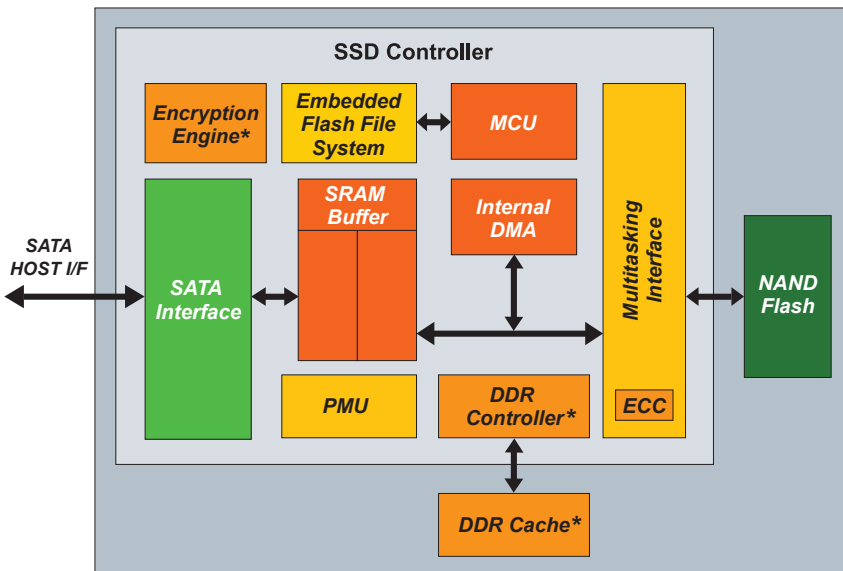 SSD Controller
Encryption
Engine*
Embedded
Flash File
System
MCU
SRAM
Buffer
Internal
DMA
Multitasking
Interface
SATA
HOST I/F
SATA
Interface
NAND
Flash
PMU
DDR
Controller*
ECC
DDR Cache*